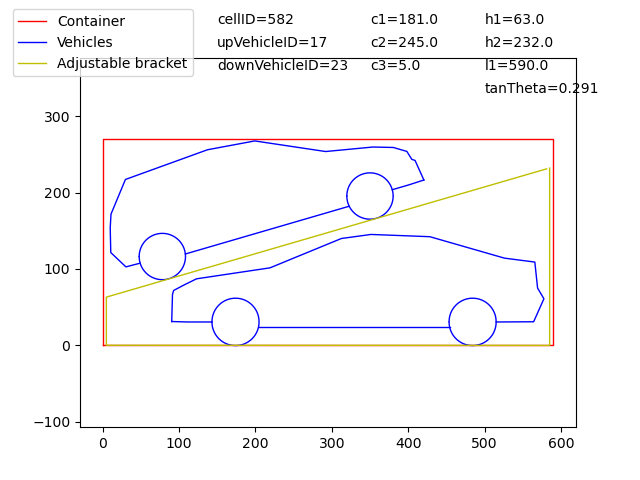 Container
Vehicles
Adjustable bracket
cellID=582 c1=181.0 h1=63.0
upVehicleID=17 c2=245.0 h2=232.0
downVehicleID=23 c3=5.0 l1=590.0
tanTheta=0.291
300
200
100
0
−100
0 100 200 300 400 500 600